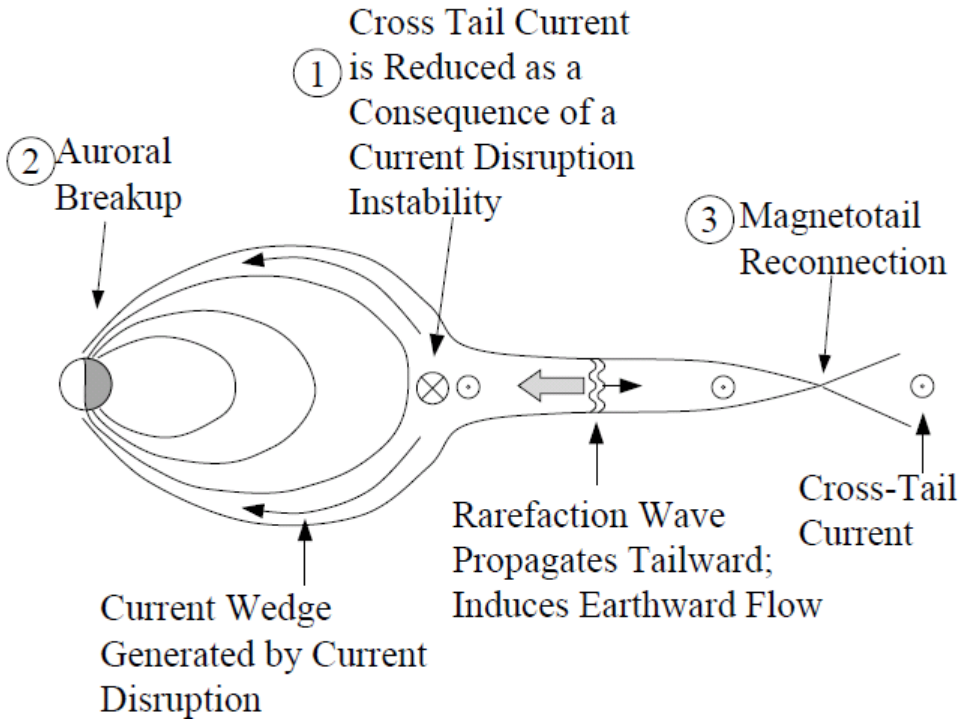 1
Cross Tail Current
is Reduced as a
Consequence of a
Current Disruption
Instability
2
Auroral
Breakup
3
Magnetotail
Reconnection
Cross-Tail
Current
Rarefaction Wave
Propagates Tailward;
Induces Earthward Flow
Current Wedge
Generated by Current
Disruption